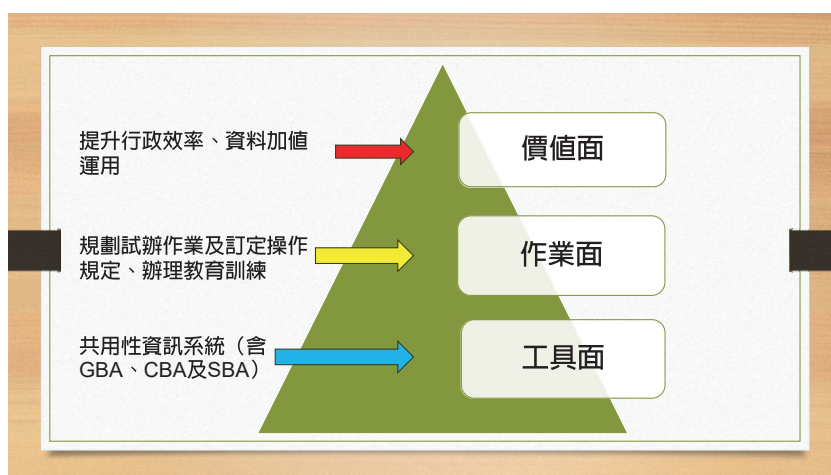 提升行政效率、資料加值
運用
價值面
規劃試辦作業及訂定操作
規定、辦理教育訓練
作業面
共用性資訊系統（含
GBA、CBA及SBA）
工具面